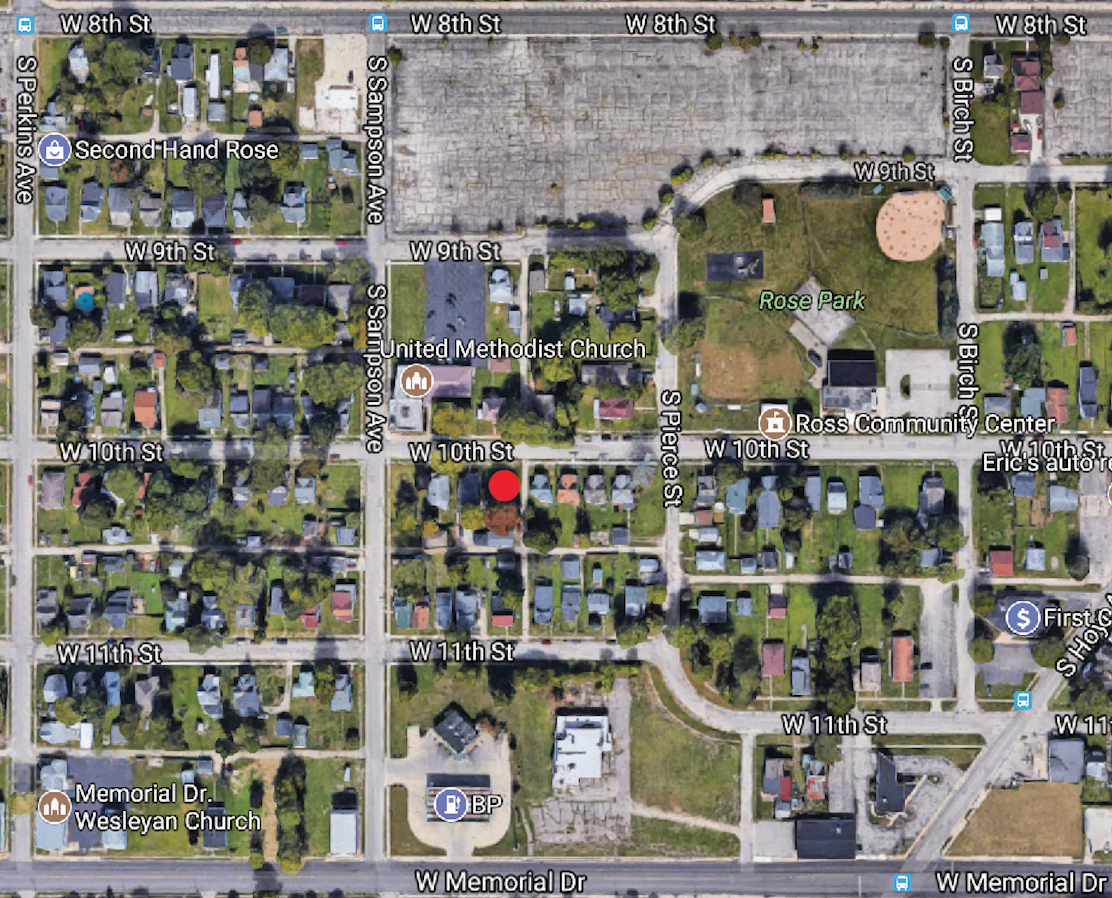 W 8th St
W 8th St
W 8th St
W 8th St
S Perkins Ave
S Sampson Ave
S Birch St
Second Hand Rose
W 9th St
W 9th St
W 9th St
Rose Park
S Sampson Ave
United Methodist Church
S Birch St
S Pierce St
Ross Community Center
W 10th St
W 10th St
W 10th St
W 10th St
Eric's auto re
First C
S Ho
W 11th St
W 11th St
W 11th St
W 11
Memorial Dr.
Wesleyan Church
BP
W Memorial Dr
W Memorial Dr